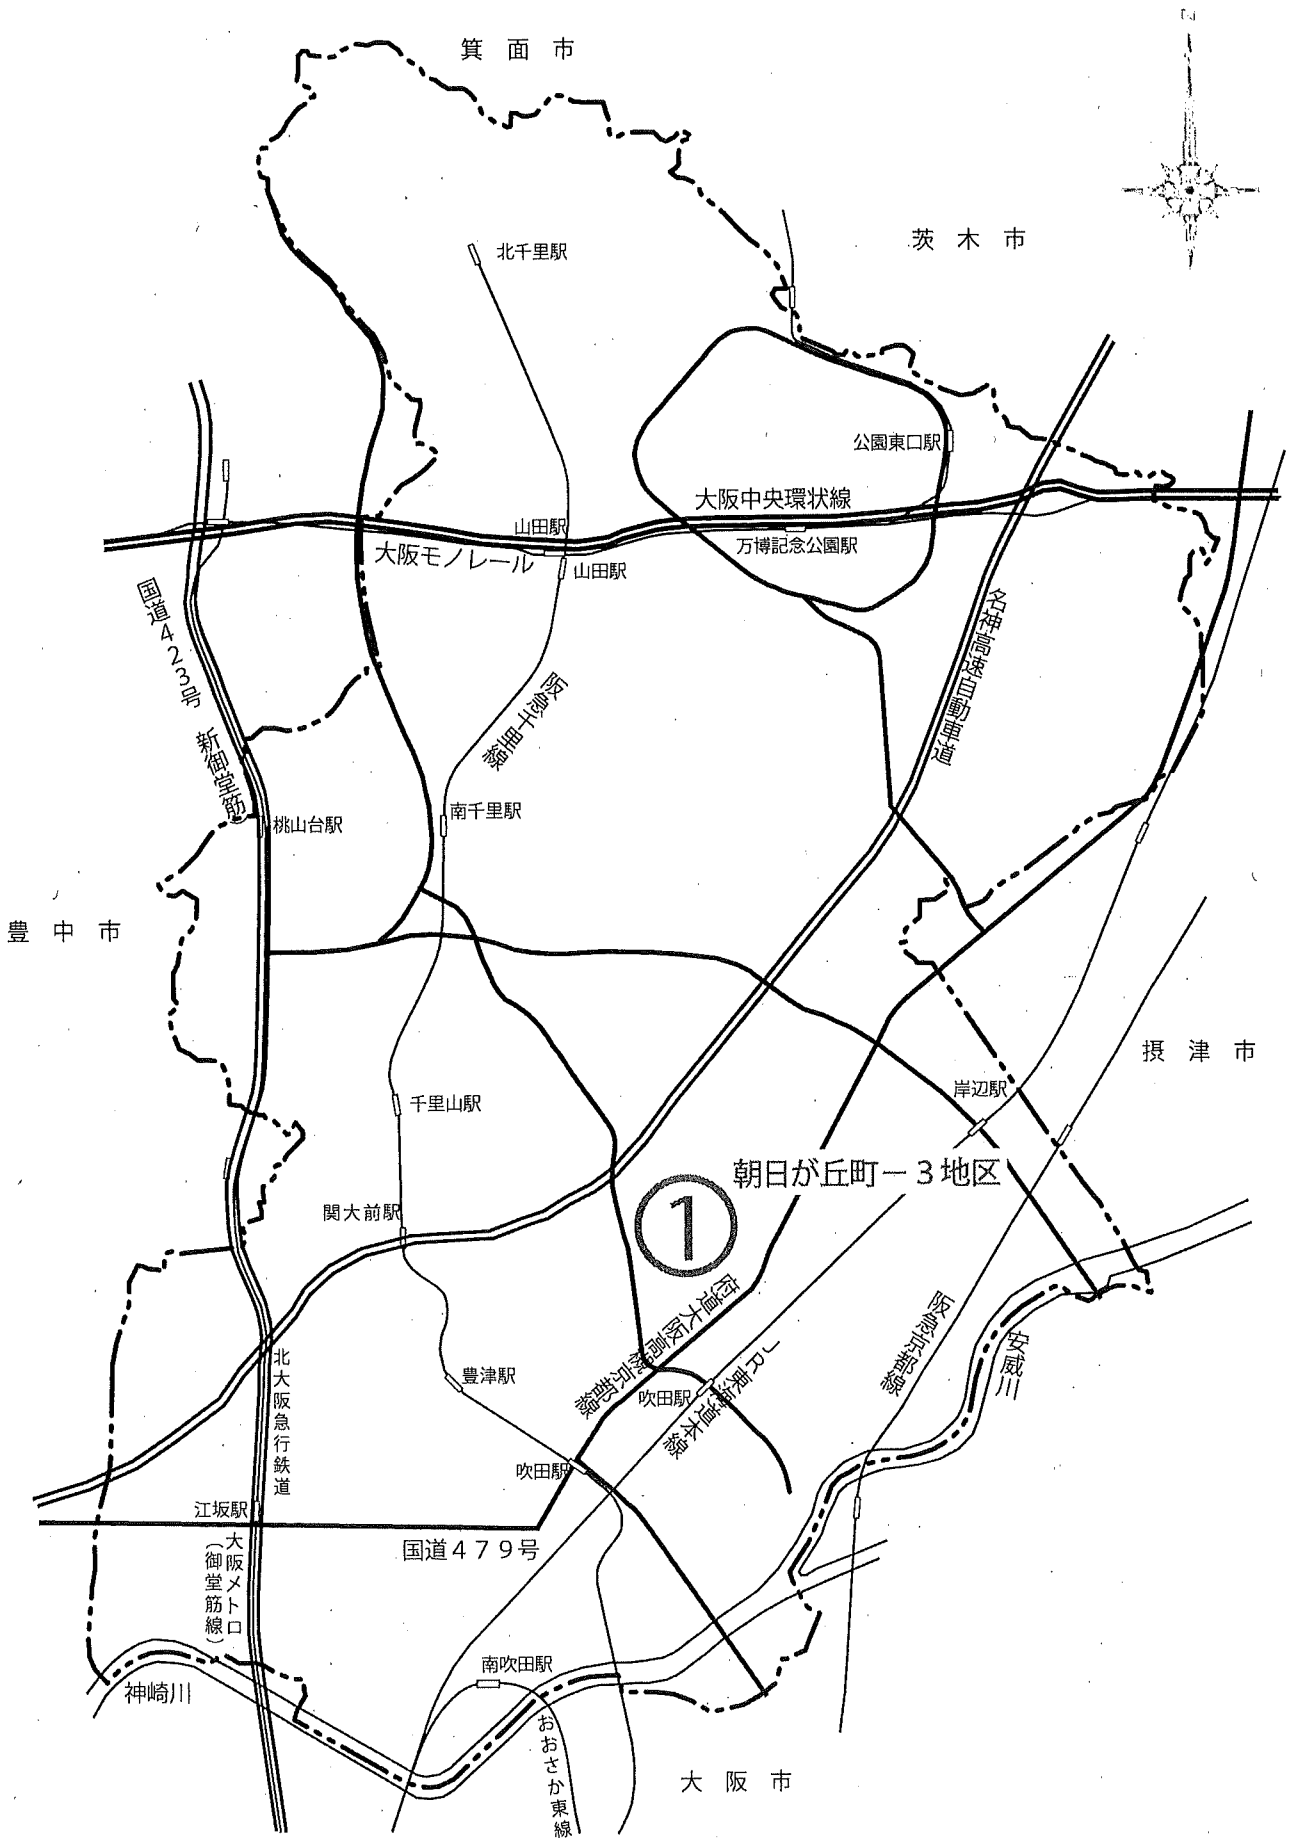 箕面市
茨木市
北千里駅
公園東口駅
大阪中央環状線
山田駅
万博記念公園駅
大阪モノレール
山田駅
国道423号
名神高速自動車道
阪急千里線
新御堂筋
南千里駅
桃山台駅
豊中市
摂津市
岸辺駅
千里山駅
朝日が丘町－3地区
①
関大前駅
府道大阪高槻京都線
阪急京都線
安威川
JR東海道本線
北大阪急行鉄道
豊津駅
吹田駅
吹田駅
江坂駅
国道479号
大阪メトロ
(御堂筋線)
南吹田駅
神崎川
おおさか東線
大阪市